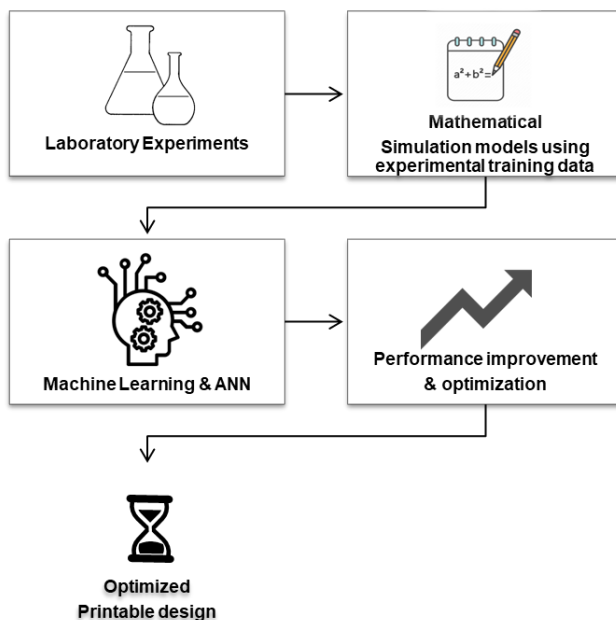 Laboratory Experiments
a²+b²=
Mathematical
Simulation models using
experimental training data
Machine Learning & ANN
Performance improvement
& optimization
Optimized
Printable design